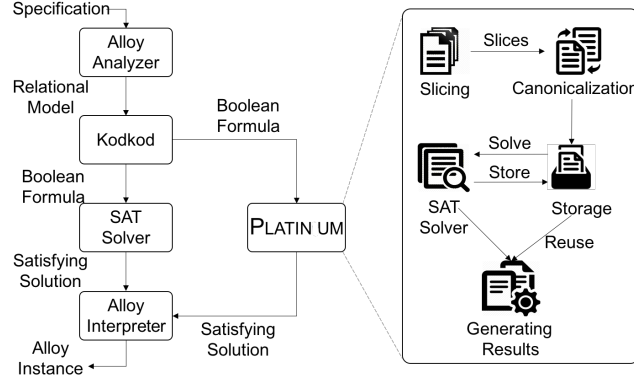 Specification
Alloy
Analyzer
Relational
Model
Boolean
Formula
Kodkod
Boolean
Formula
SAT
Solver
PLATIN UM
Satisfying
Solution
Alloy
Interpreter
Satisfying
Solution
Alloy
Instance
Slices
Slicing
Canonicalization
Solve
Store
SAT
Solver
Storage
Reuse
Generating
Results